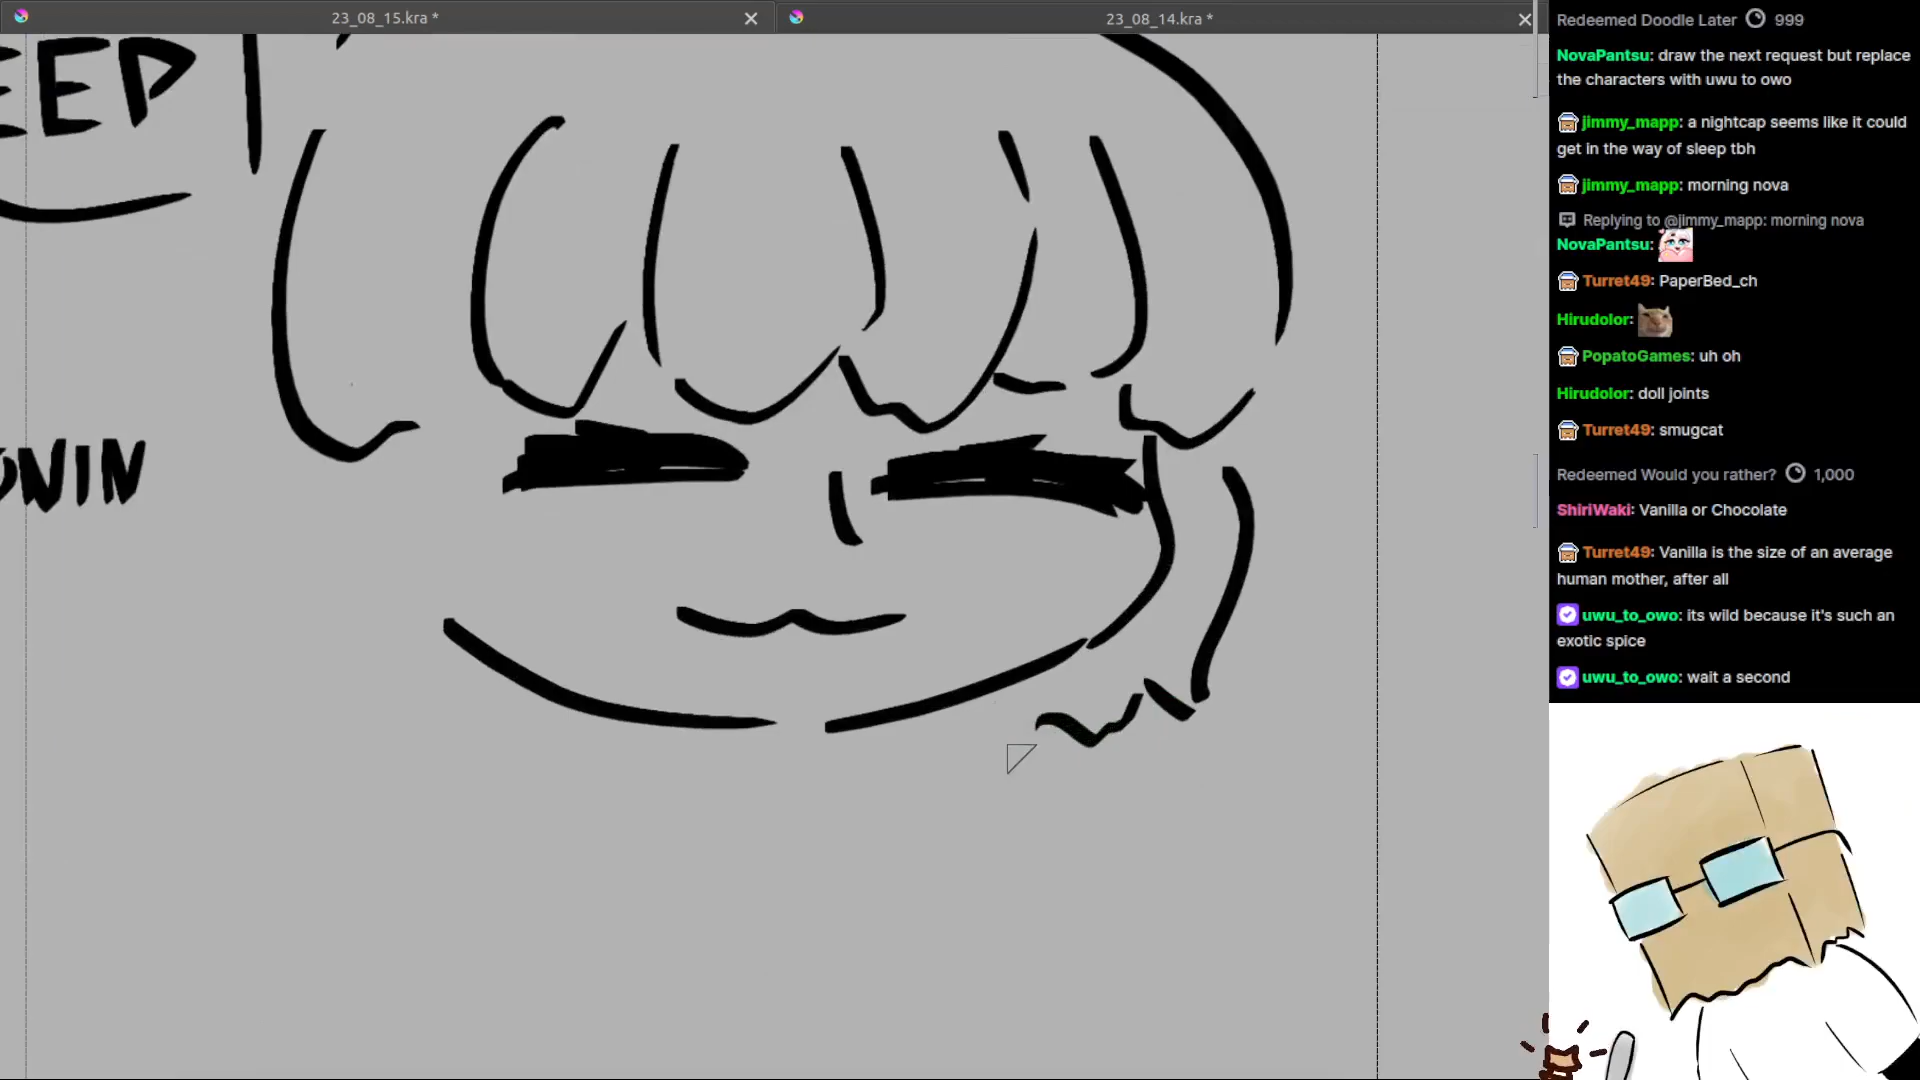 23_08_15.kra *
23_08_14.kra *
Redeemed Doodle Later 999
NovaPantsu: draw the next request but replace
the characters with uwu to owo
jimmy_mapp: a nightcap seems like it could
get in the way of sleep tbh
jimmy_mapp: morning nova
Replying to @jimmy_mapp: morning nova
NovaPantsu:
Turret49: PaperBed_ch
Hirudolor:
PopatoGames: uh oh
Hirudolor: doll joints
Turret49: smugcat
Redeemed Would you rather? 1,000
ShiriWaki: Vanilla or Chocolate
Turret49: Vanilla is the size of an average
human mother, after all
uwu_to_owo: its wild because it's such an
exotic spice
uwu_to_owo: wait a second
EEP